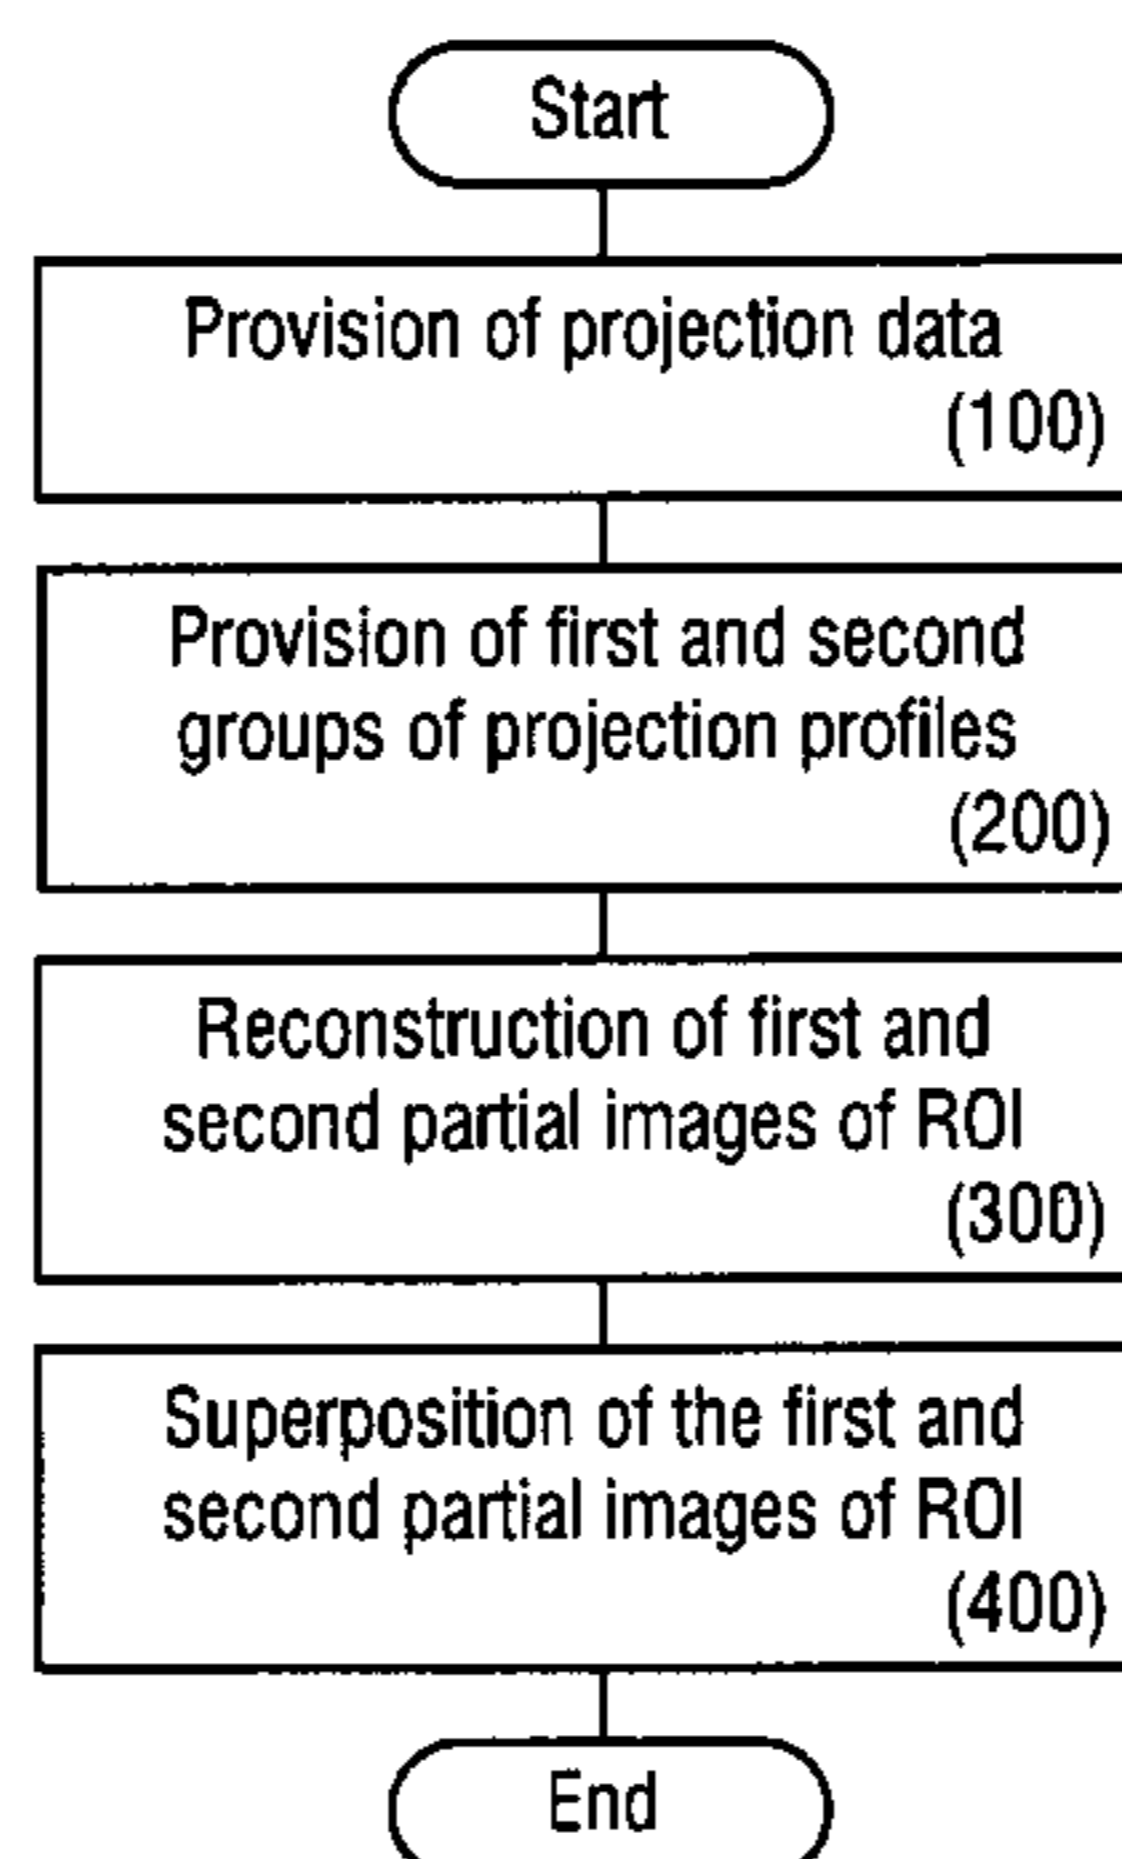 Start
Provision of projection data
(100)
Provision of first and second
groups of projection profiles
(200)
Reconstruction of first and
second partial images of ROI
(300)
Superposition of the first and
second partial images of ROI
(400)
End